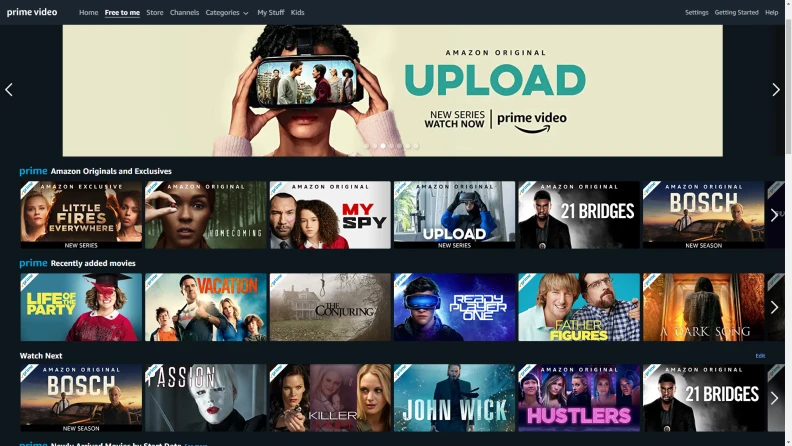 prime video Home Free to me Store Channels Categories My Stuff Kids Settings Getting Started Help
AMAZON ORIGINAL
UPLOAD
NEW SERIES
WATCH NOW
prime video
prime Amazon Originals and Exclusives
AMAZON EXCLUSIVE
LITTLE
FIRES
EVERYWHERE
NEW SERIES
AMAZON ORIGINAL
HOMECOMING
AMAZON ORIGINAL
MY
SPY
AMAZON ORIGINAL
UPLOAD
NEW SERIES
AMAZON ORIGINAL
21 BRIDGES
AMAZON ORIGINAL
BOSCH
NEW SEASON
prime Recently added movies
LIFE OF
THE
PARTY
VACATION
THE
CONJURING
READY
PLAYER
ONE
FATHER
FIGURES
A DARK SONG
Watch Next
Edit
AMAZON ORIGINAL
BOSCH
NEW SEASON
PASSION
KILLER
JOHN WICK
AMAZON ORIGINAL
HUSTLERS
AMAZON ORIGINAL
21 BRIDGES
prime Newly Arrived Movies by Start Date